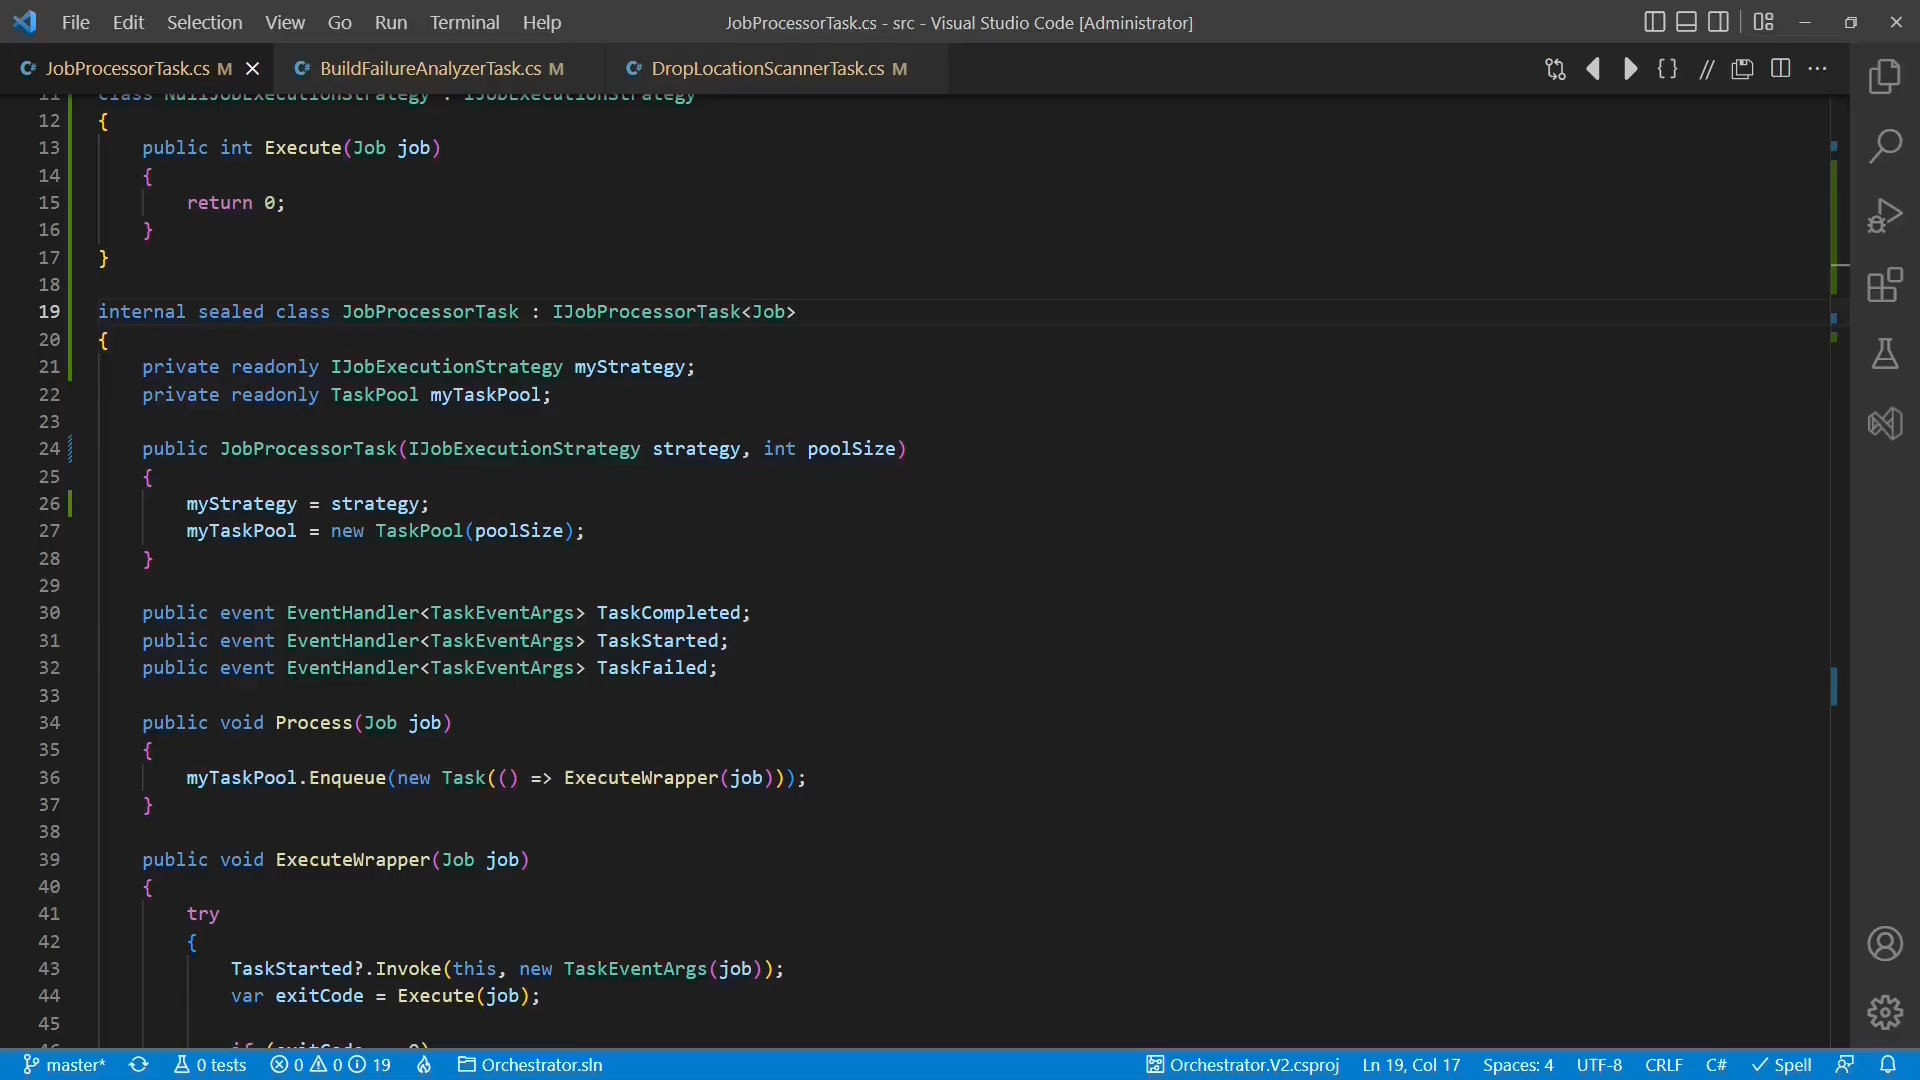 File Edit Selection View Go Run Terminal Help
JobProcessorTask.cs - src - Visual Studio Code [Administrator]
JobProcessorTask.cs M
BuildFailureAnalyzerTask.cs M
DropLocationScannerTask.cs M
11 class NullJobExecutionStrategy : IJobExecutionStrategy
12 {
13 public int Execute(Job job)
14 {
15 return 0;
16 }
17 }
18
19 internal sealed class JobProcessorTask : IJobProcessorTask<Job>
20 {
21 private readonly IJobExecutionStrategy myStrategy;
22 private readonly TaskPool myTaskPool;
23
24 public JobProcessorTask(IJobExecutionStrategy strategy, int poolSize)
25 {
26 myStrategy = strategy;
27 myTaskPool = new TaskPool(poolSize);
28 }
29
30 public event EventHandler<TaskEventArgs> TaskCompleted;
31 public event EventHandler<TaskEventArgs> TaskStarted;
32 public event EventHandler<TaskEventArgs> TaskFailed;
33
34 public void Process(Job job)
35 {
36 myTaskPool.Enqueue(new Task(() => ExecuteWrapper(job)));
37 }
38
39 public void ExecuteWrapper(Job job)
40 {
41 try
42 {
43 TaskStarted?.Invoke(this, new TaskEventArgs(job));
44 var exitCode = Execute(job);
45
master* 0 tests 0 0 19 Orchestrator.sln Orchestrator.V2.csproj Ln 19, Col 17 Spaces: 4 UTF-8 CRLF C# Spell